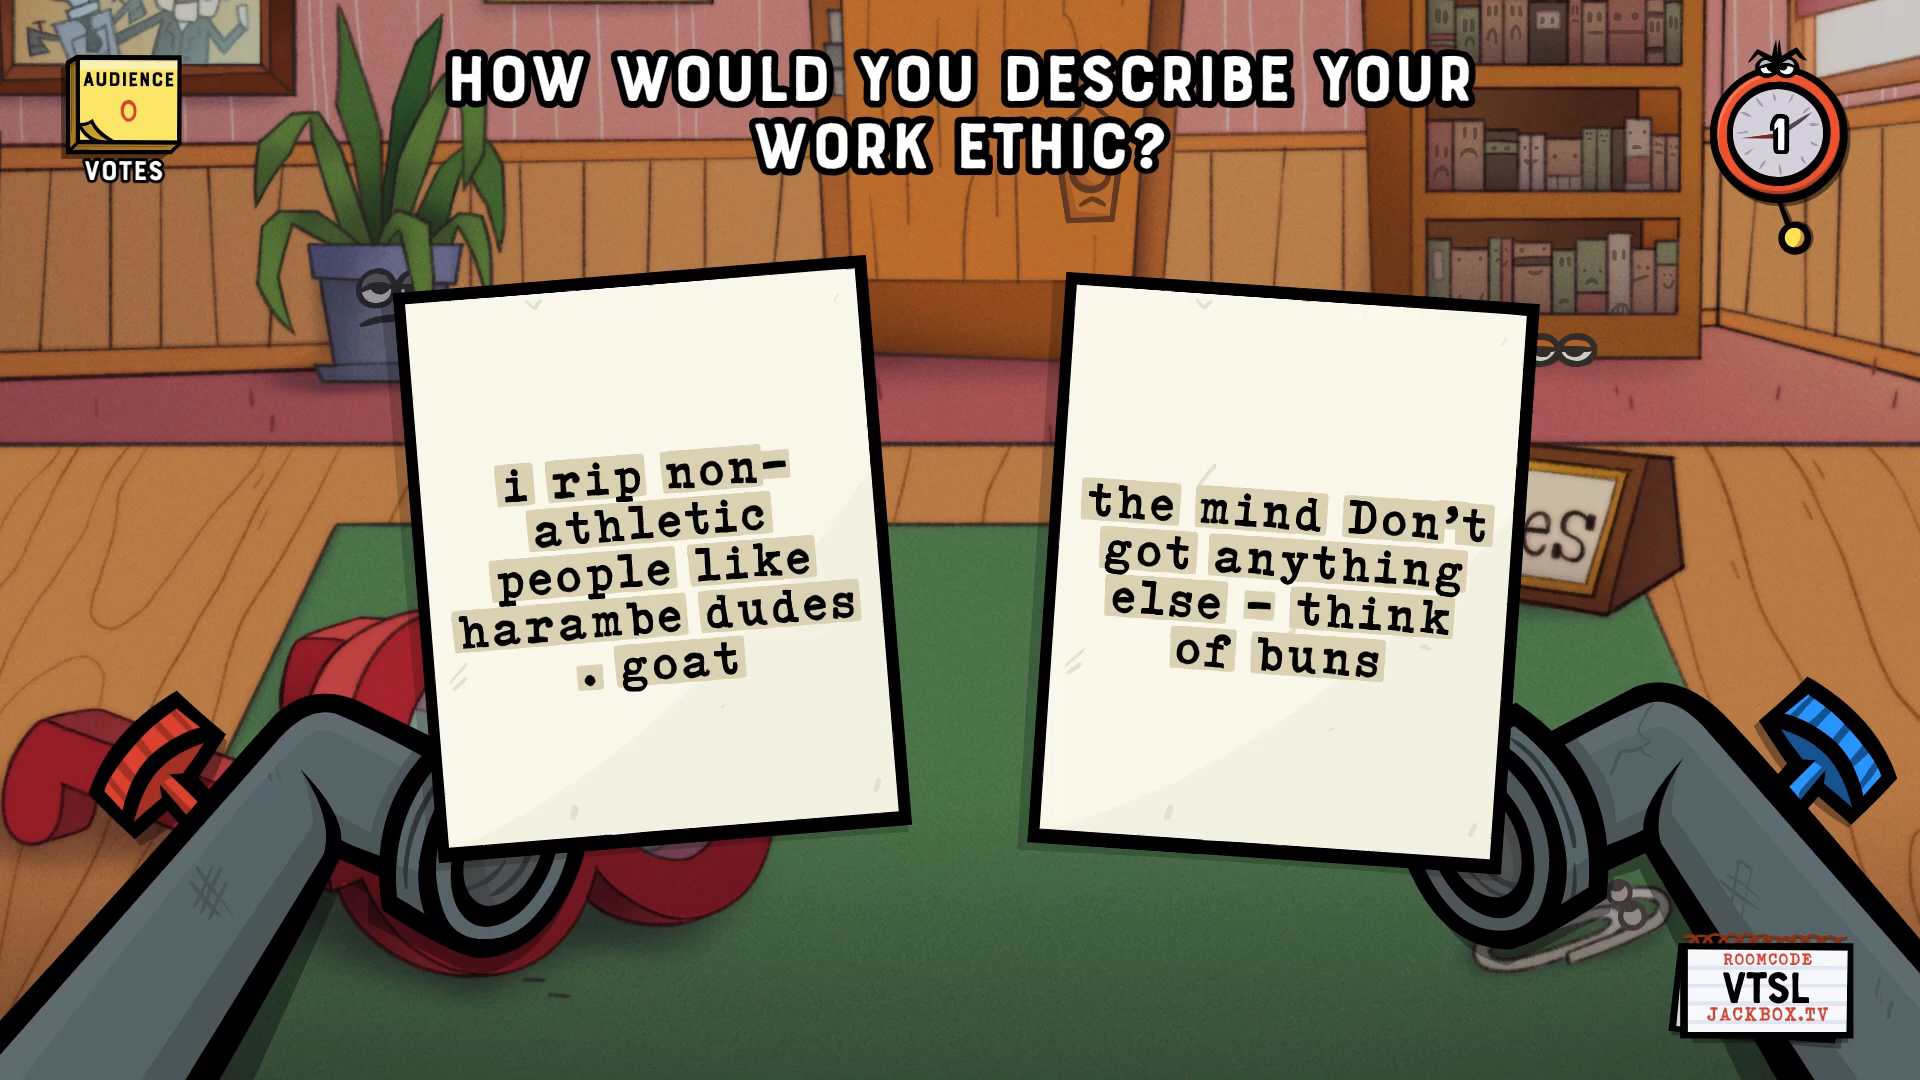 AUDIENCE
0
VOTES
HOW WOULD YOU DESCRIBE YOUR
WORK ETHIC?
1
i rip non-
athletic
people like
harambe dudes
. goat
the mind Don't
got anything
else - think
of buns
es
ROOMCODE
VTSL
JACKBOX.TV